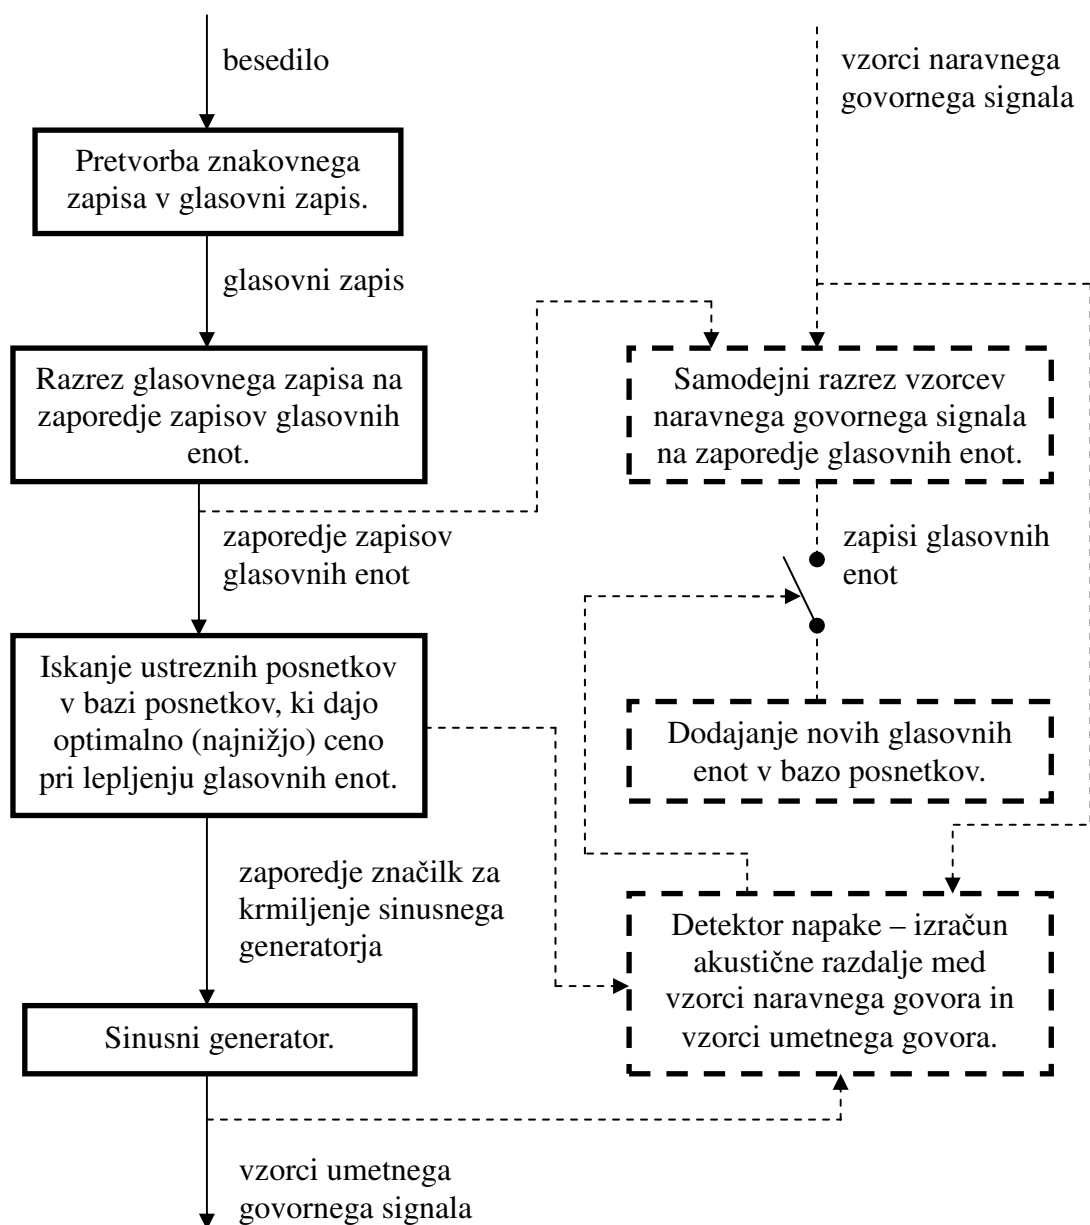 besedilo
Pretvorba znakovnega
zapisa v glasovni zapis.
glasovni zapis
Razrez glasovnega zapisa na
zaporedje zapisov glasovnih
enot.
zaporedje zapisov
glasovnih enot
Iskanje ustreznih posnetkov
v bazi posnetkov, ki dajo
optimalno (najnižjo) ceno
pri lepljenju glasovnih enot.
zaporedje značilk za
krmiljenje sinusnega
generatorja
Sinusni generator.
vzorci umetnega
govornega signala
vzorci naravnega
govornega signala
Samodejni razrez vzorcev
naravnega govornega signala
na zaporedje glasovnih enot.
zapisi glasovnih
enot
Dodajanje novih glasovnih
enot v bazo posnetkov.
Detektor napake – izračun
akustične razdalje med
vzorci naravnega govora in
vzorci umetnega govora.